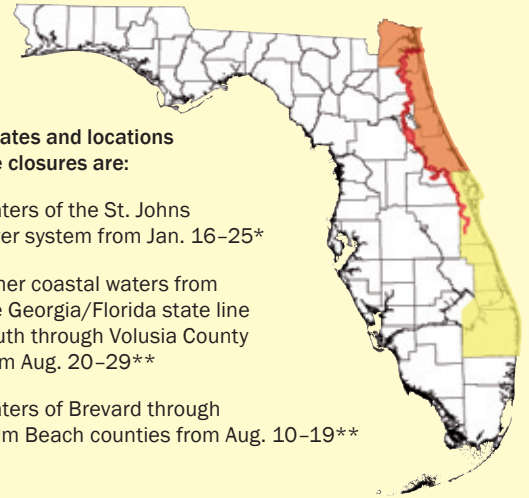 ates and locations
e closures are:
aters of the St. Johns
er system from Jan. 16–25*
her coastal waters from
e Georgia/Florida state line
uth through Volusia County
m Aug. 20–29**
aters of Brevard through
lm Beach counties from Aug. 10–19**